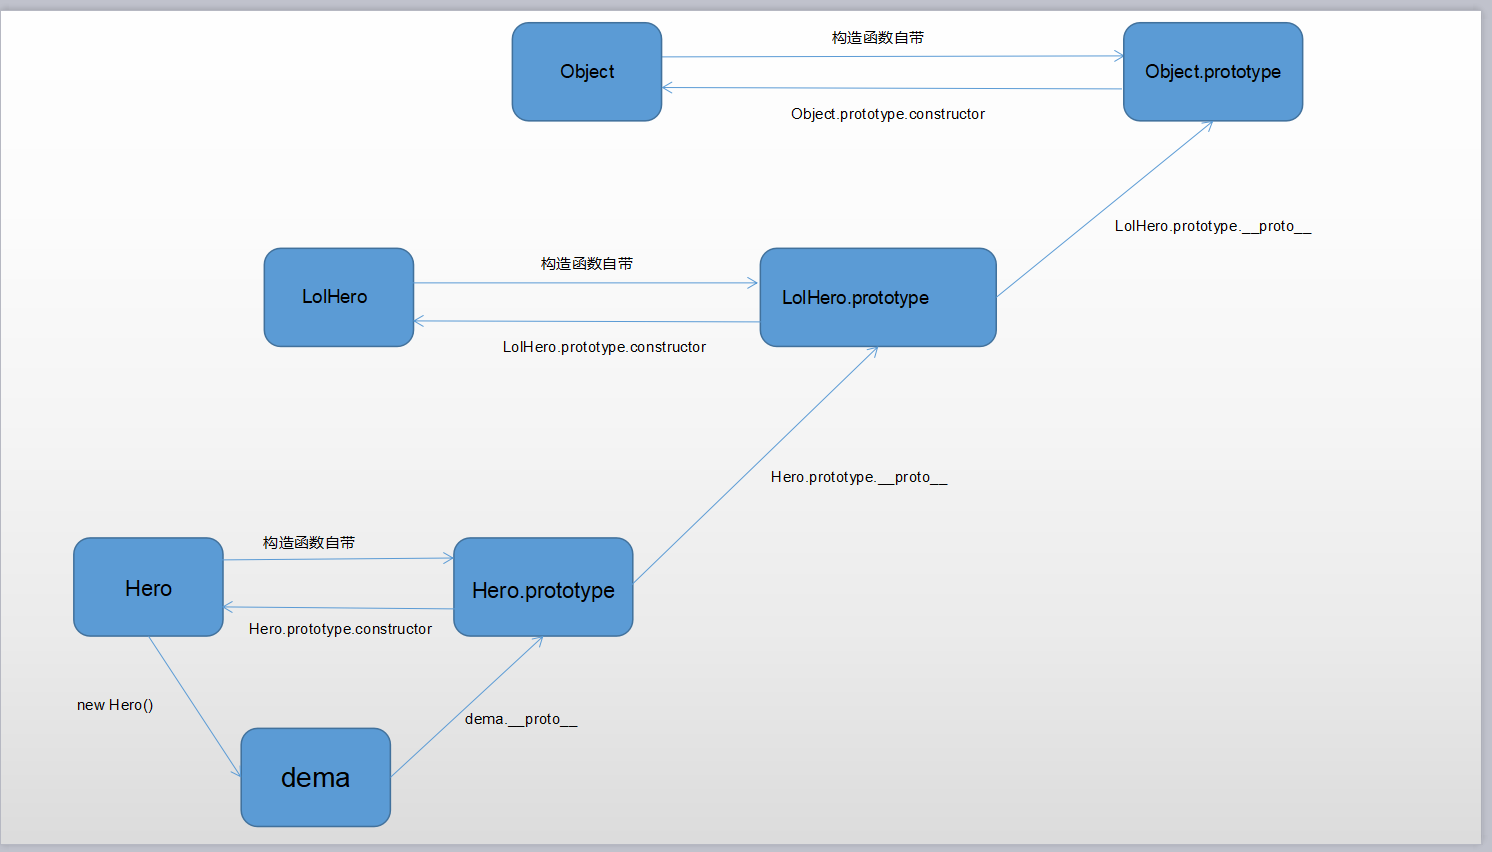 构造函数自带
Object
Object.prototype
Object.prototype.constructor
LolHero.prototype.__proto__
构造函数自带
LolHero
LolHero.prototype
LolHero.prototype.constructor
Hero.prototype.__proto__
构造函数自带
Hero
Hero.prototype
Hero.prototype.constructor
new Hero()
dema.__proto__
dema